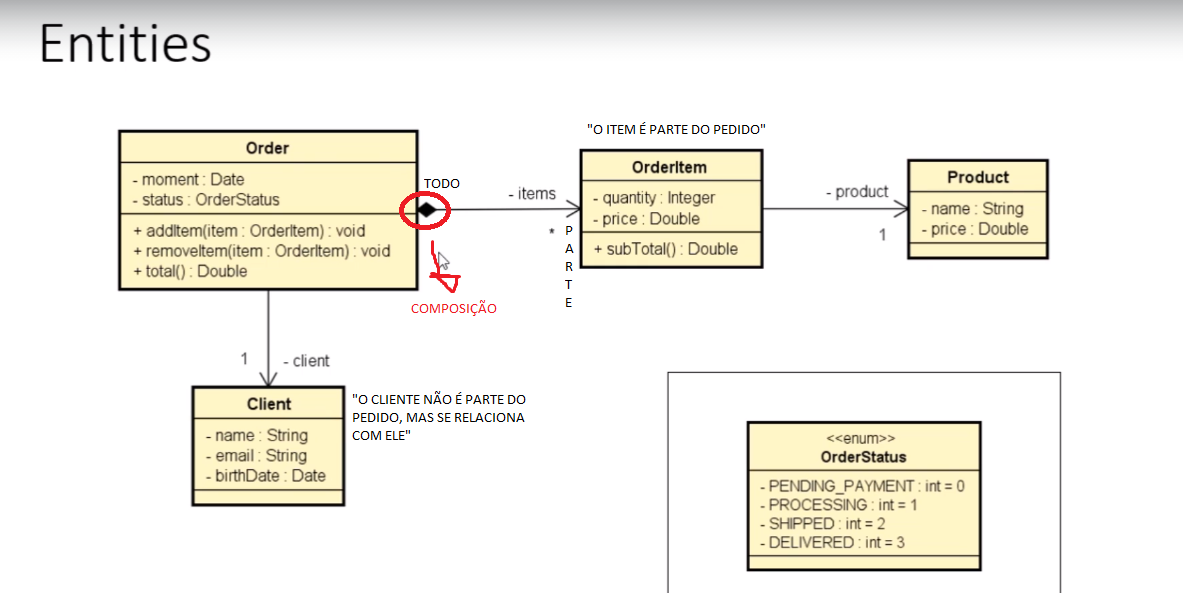 Entities
"O ITEM É PARTE DO PEDIDO"
Order
- moment : Date
- status : OrderStatus
+ addItem(item : OrderItem) : void
+ removeItem(item : OrderItem) : void
+ total() : Double
TODO
- items
*
PARTE
OrderItem
- quantity : Integer
- price : Double
+ subTotal() : Double
- product
1
Product
- name : String
- price : Double
COMPOSIÇÃO
1
- client
Client
- name : String
- email : String
- birthDate : Date
"O CLIENTE NÃO É PARTE DO
PEDIDO, MAS SE RELACIONA
COM ELE"
<<enum>>
OrderStatus
- PENDING_PAYMENT : int = 0
- PROCESSING : int = 1
- SHIPPED : int = 2
- DELIVERED : int = 3